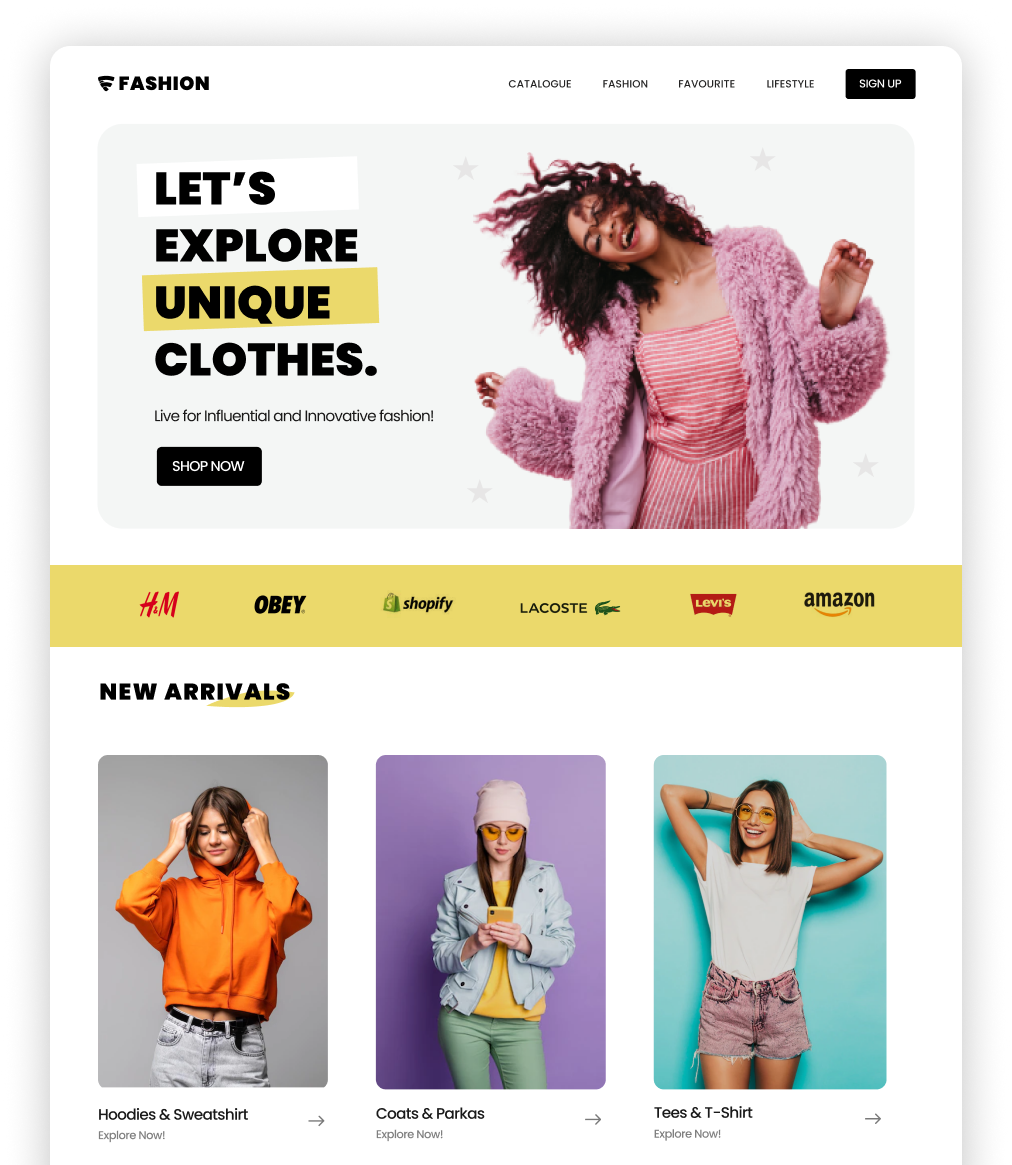 FASHION
CATALOGUE FASHION FAVOURITE LIFESTYLE SIGN UP
LET’S
EXPLORE
UNIQUE
CLOTHES.
Live for Influential and Innovative fashion!
SHOP NOW
H&M OBEY shopify LACOSTE LEVI'S amazon
NEW ARRIVALS
Hoodies & Sweatshirt
Explore Now!
Coats & Parkas
Explore Now!
Tees & T-Shirt
Explore Now!